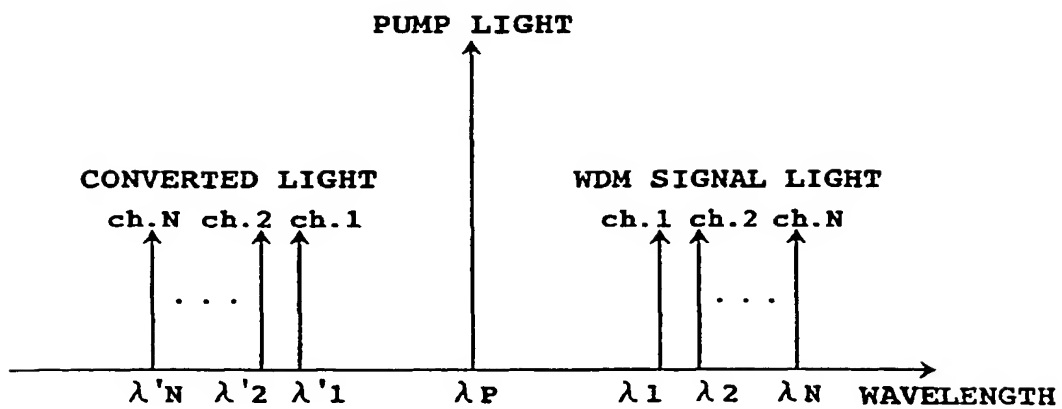 PUMP LIGHT
CONVERTED LIGHT
WDM SIGNAL LIGHT
ch.N ch.2 ch.1
ch.1 ch.2 ch.N
. . .
. . .
λ'N λ'2 λ'1 λP λ1 λ2 λN WAVELENGTH